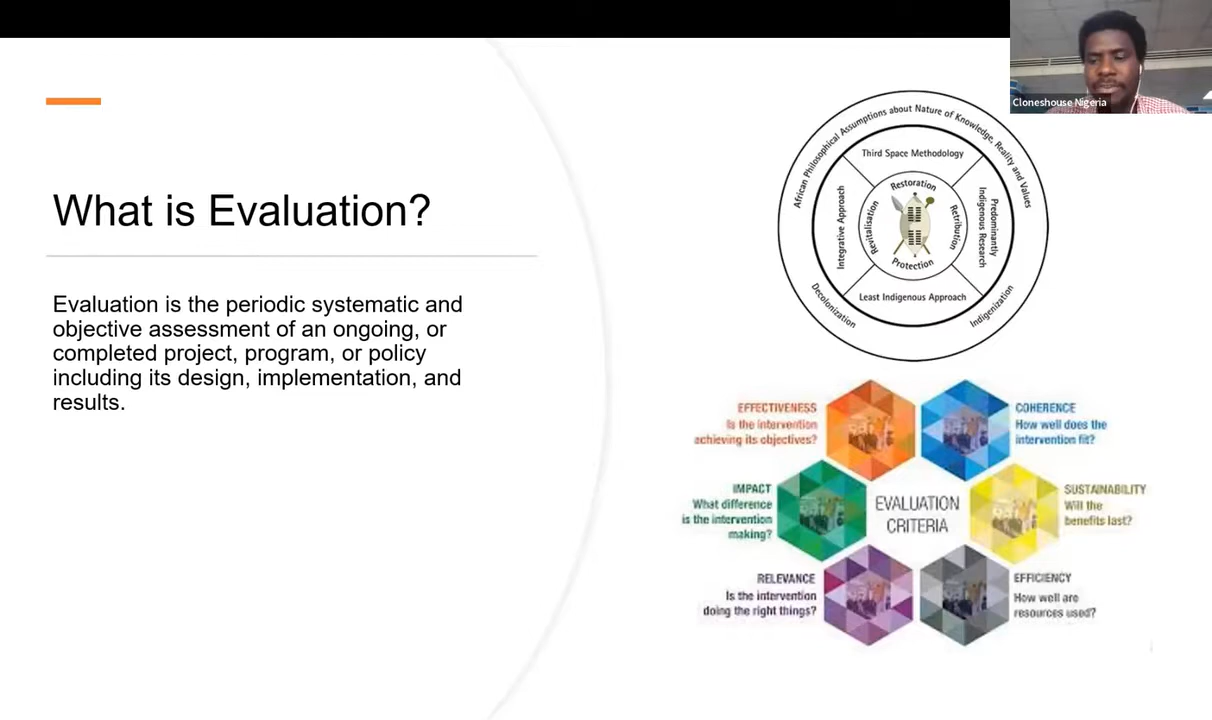 Cloneshouse Nigeria
What is Evaluation?
Evaluation is the periodic systematic and
objective assessment of an ongoing, or
completed project, program, or policy
including its design, implementation, and
results.
African Philosophical Assumptions about Nature of Knowledge, Reality and Values
Third Space Methodology
Integrative Approach
Restoration
Revitalisation
Retribution
Protection
Predominantly
Indigenous Research
Least Indigenous Approach
Decolonization
Indigenization
EFFECTIVENESS
Is the intervention
achieving its objectives?
COHERENCE
How well does the
intervention fit?
IMPACT
What difference
is the intervention
making?
EVALUATION
CRITERIA
SUSTAINABILITY
Will the
benefits last?
RELEVANCE
Is the intervention
doing the right things?
EFFICIENCY
How well are
resources used?